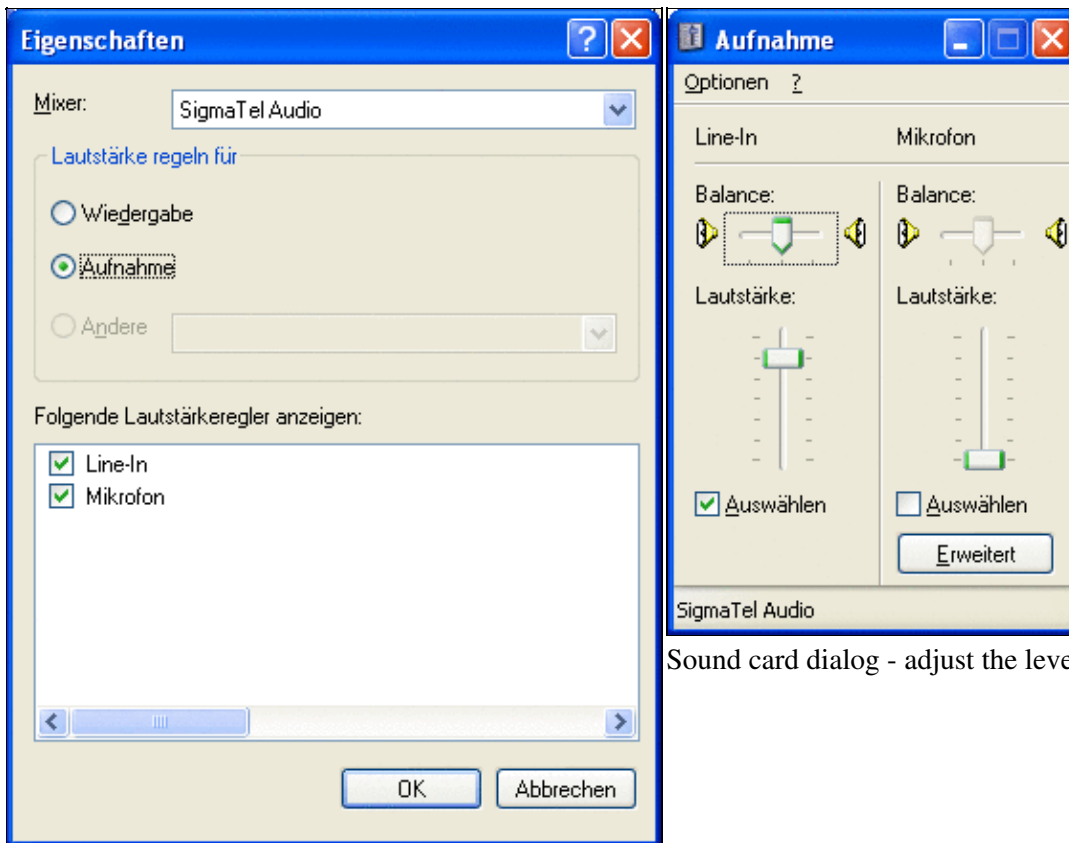 Eigenschaften
Mixer:
SigmaTel Audio
Lautstärke regeln für
Wiedergabe
Aufnahme
Andere
Folgende Lautstärkeregler anzeigen:
Line-In
Mikrofon
OK
Abbrechen
Aufnahme
Optionen ?
Line-In
Mikrofon
Balance:
Balance:
Lautstärke:
Lautstärke:
Auswählen
Auswählen
Erweitert
SigmaTel Audio
Sound card dialog - adjust the leve